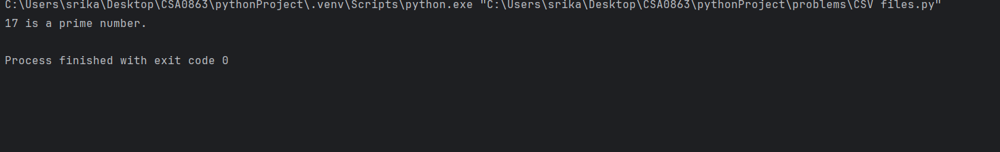 C:\Users\srika\Desktop\CSA0863\pythonProject\.venv\Scripts\python.exe "C:\Users\srika\Desktop\CSA0863\pythonProject\problems\CSV files.py"
17 is a prime number.
Process finished with exit code 0